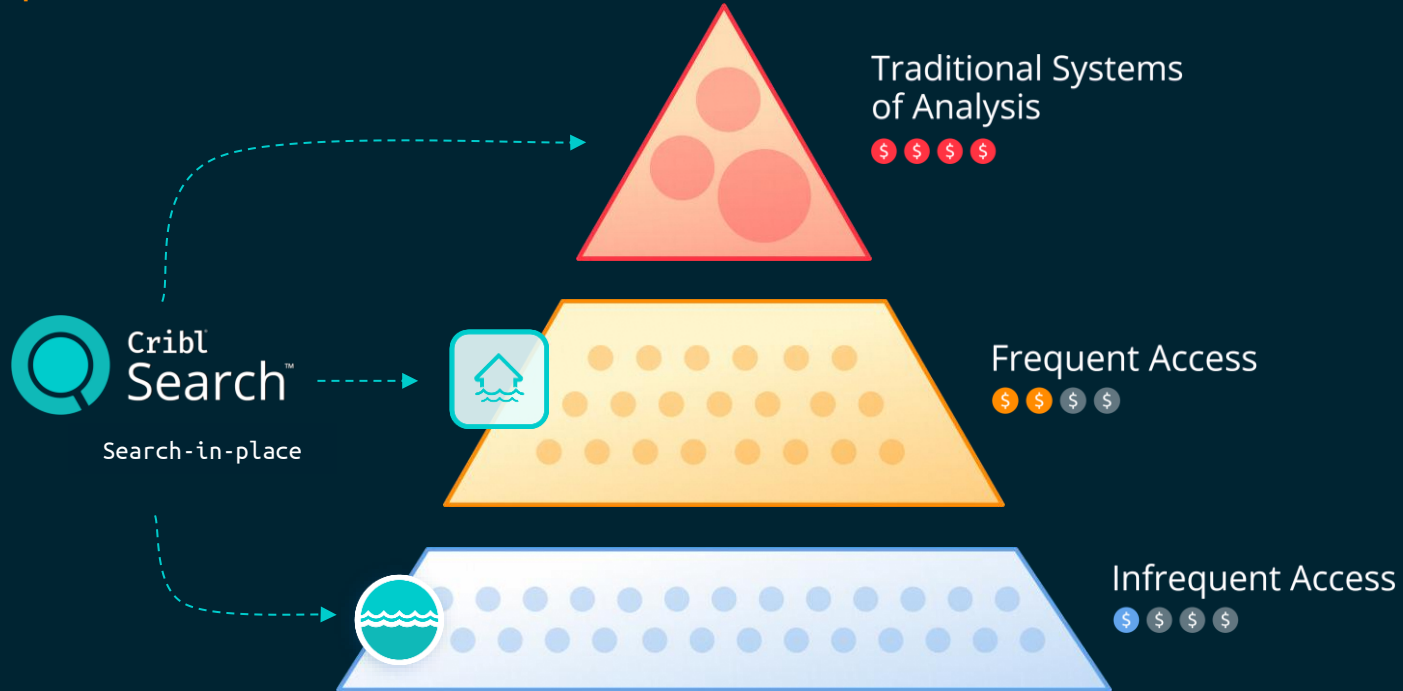 Traditional Systems
of Analysis
$ $ $ $
Cribl
Search™
Search-in-place
Frequent Access
$ $ $ $
Infrequent Access
$ $ $ $